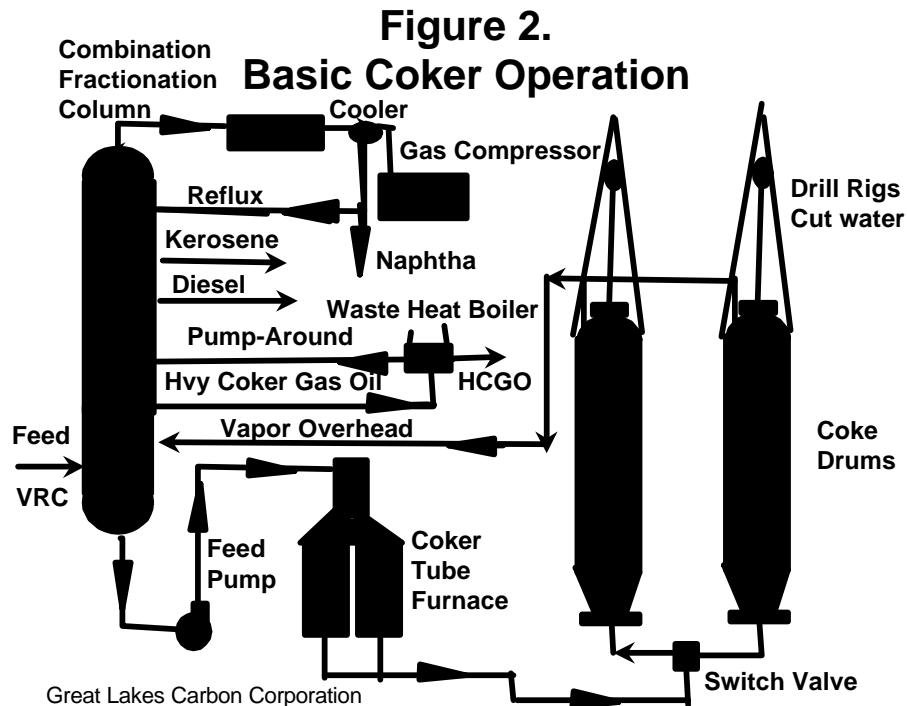 Figure 2.
Basic Coker Operation
Combination
Fractionation
Column
Cooler
Gas Compressor
Drill Rigs
Cut water
Reflux
Kerosene
Naphtha
Diesel
Waste Heat Boiler
Pump-Around
Hvy Coker Gas Oil
HCGO
Vapor Overhead
Feed
VRC
Coke
Drums
Feed
Pump
Coker
Tube
Furnace
Switch Valve
Great Lakes Carbon Corporation